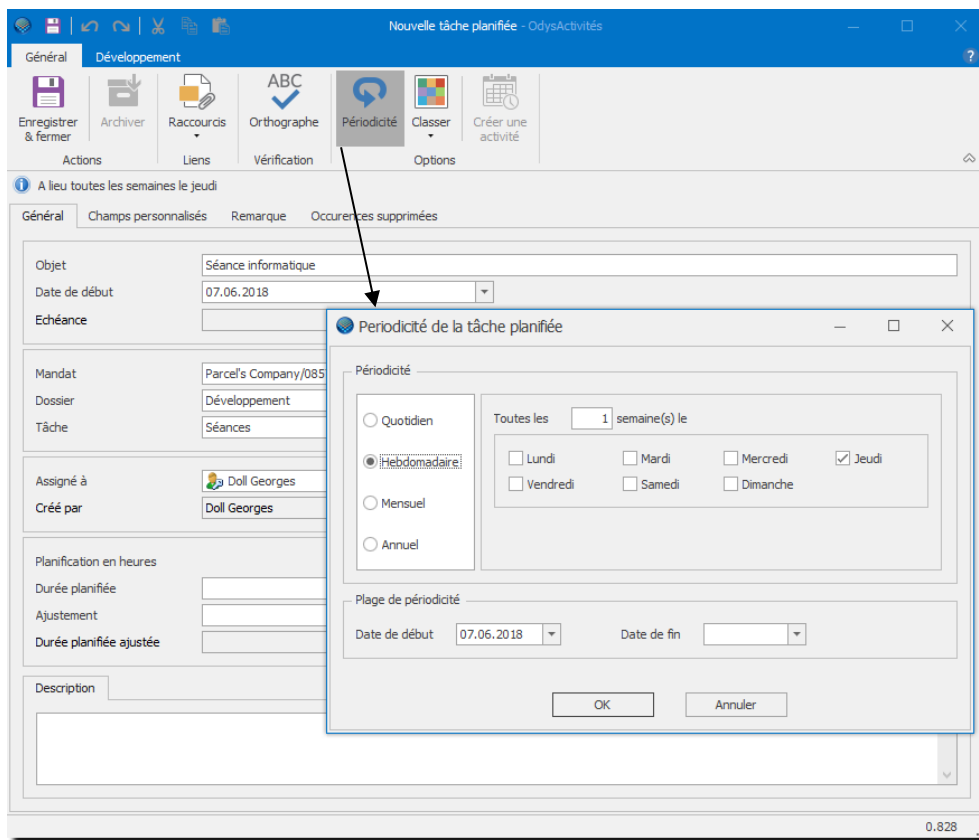 Nouvelle tâche planifiée - OdysActivités
Général Développement
?
ABC
Enregistrer & fermer Archiver Raccourcis Orthographe Périodicité Classer Créer une activité
Actions Liens Vérification Options
A lieu toutes les semaines le jeudi
Général Champs personnalisés Remarque Occurences supprimées
Objet Séance informatique
Date de début 07.06.2018
Echéance
Mandat Parcel's Company/085
Dossier Développement
Tâche Séances
Assigné à Doll Georges
Créé par Doll Georges
Planification en heures
Durée planifiée
Ajustement
Durée planifiée ajustée
Description
Periodicité de la tâche planifiée
Périodicité
Quotidien
Hebdomadaire
Mensuel
Annuel
Toutes les 1 semaine(s) le
Lundi Mardi Mercredi Jeudi
Vendredi Samedi Dimanche
Plage de périodicité
Date de début 07.06.2018 Date de fin
OK Annuler
0.828